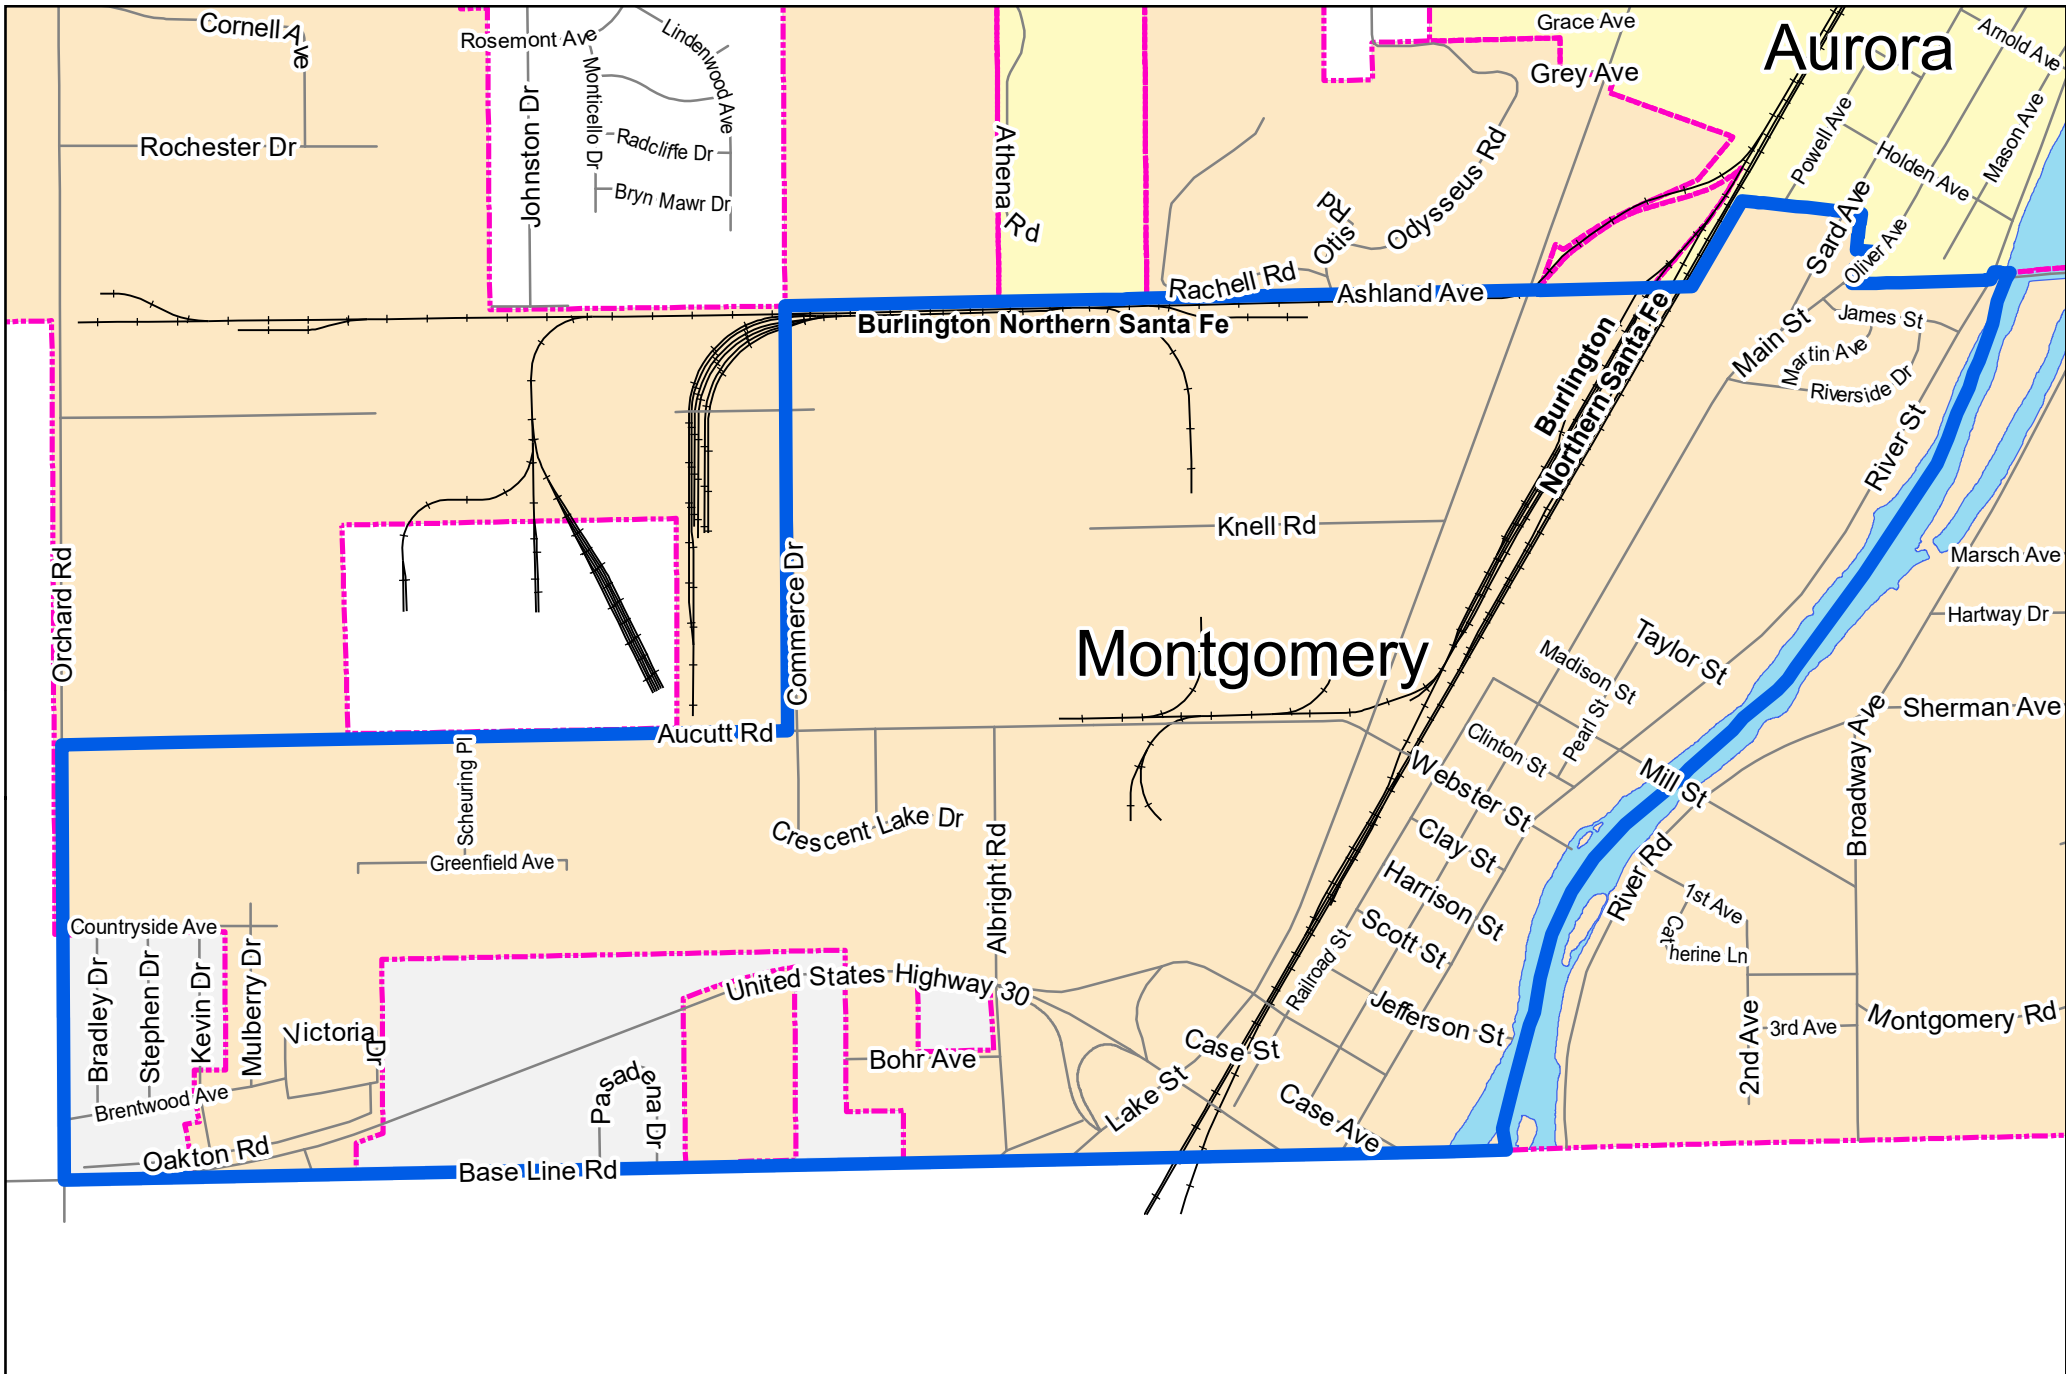 Cornell Ave
Rosemont Ave
Lindenwood Ave
Grace Ave
Aurora
Arnold Ave
Grey Ave
Monticello Dr
Johnston Dr
Rochester Dr
Radcliffe Dr
Bryn Mawr Dr
Athena Rd
Odysseus Rd
Otis Rd
Powell Ave
Holden Ave
Mason Ave
Sard Ave
Oliver Ave
Rachell Rd
Ashland Ave
Burlington Northern Santa Fe
Burlington
Northern Santa Fe
Main St
James St
Martin Ave
Riverside Dr
River St
Knell Rd
Orchard Rd
Commerce Dr
Montgomery
Marsch Ave
Hartway Dr
Taylor St
Madison St
Pearl St
Clinton St
Sherman Ave
Broadway Ave
Aucutt Rd
Scheuring Pl
Greenfield Ave
Crescent Lake Dr
Albright Rd
Webster St
Mill St
Clay St
Harrison St
Scott St
River Rd
1st Ave
Catherine Ln
Railroad St
Jefferson St
2nd Ave
3rd Ave
Montgomery Rd
Countryside Ave
Bradley Dr
Stephen Dr
Kevin Dr
Mulberry Dr
Victoria Dr
Brentwood Ave
Oakton Rd
United States Highway 30
Bohr Ave
Pasadena Dr
Case St
Lake St
Case Ave
Base Line Rd